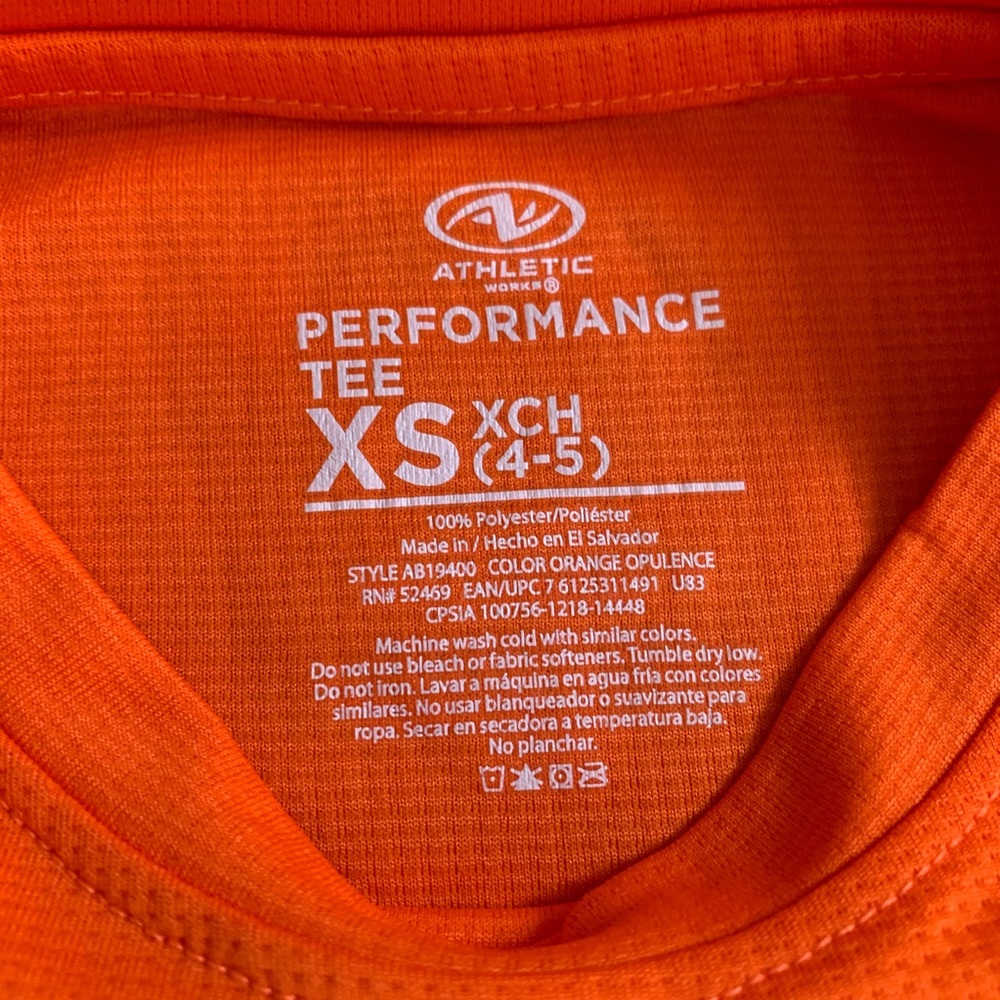 ATHLETIC
WORKS®
PERFORMANCE
TEE
XS XCH
(4-5)
100% Polyester/Poliéster
Made in / Hecho en El Salvador
STYLE AB19400 COLOR ORANGE OPULENCE
RN# 52469 EAN/UPC 7 6125311491 U83
CPSIA 100756-1218-14448
Machine wash cold with similar colors.
Do not use bleach or fabric softeners. Tumble dry low.
Do not iron. Lavar a máquina en agua fría con colores
similares. No usar blanqueador o suavizante para
ropa. Secar en secadora a temperatura baja.
No planchar.